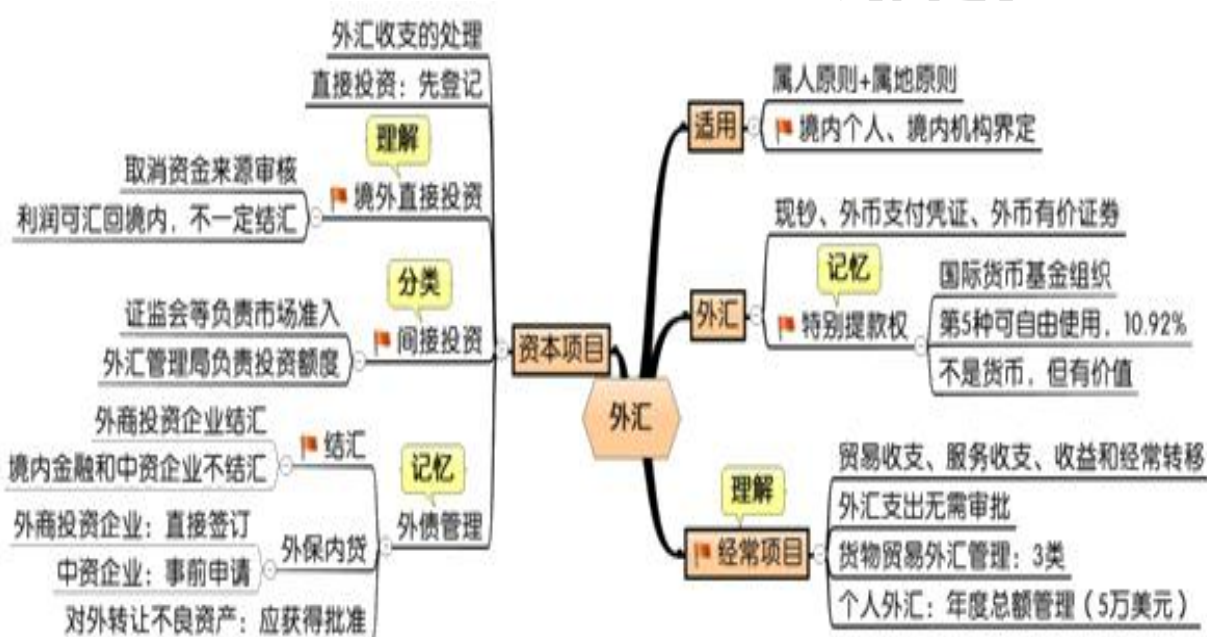 外汇
适用
属人原则+属地原则
境内个人、境内机构界定
外汇
现钞、外币支付凭证、外币有价证券
记忆
特别提款权
国际货币基金组织
第5种可自由使用，10.92%
不是货币，但有价值
理解
经常项目
贸易收支、服务收支、收益和经常转移
外汇支出无需审批
货物贸易外汇管理：3类
个人外汇：年度总额管理（5万美元）
资本项目
外汇收支的处理
直接投资：先登记
理解
境外直接投资
取消资金来源审核
利润可汇回境内，不一定结汇
分类
间接投资
证监会等负责市场准入
外汇管理局负责投资额度
记忆
外债管理
结汇
外商投资企业结汇
境内金融和中资企业不结汇
外保内贷
外商投资企业：直接签订
中资企业：事前申请
对外转让不良资产：应获得批准